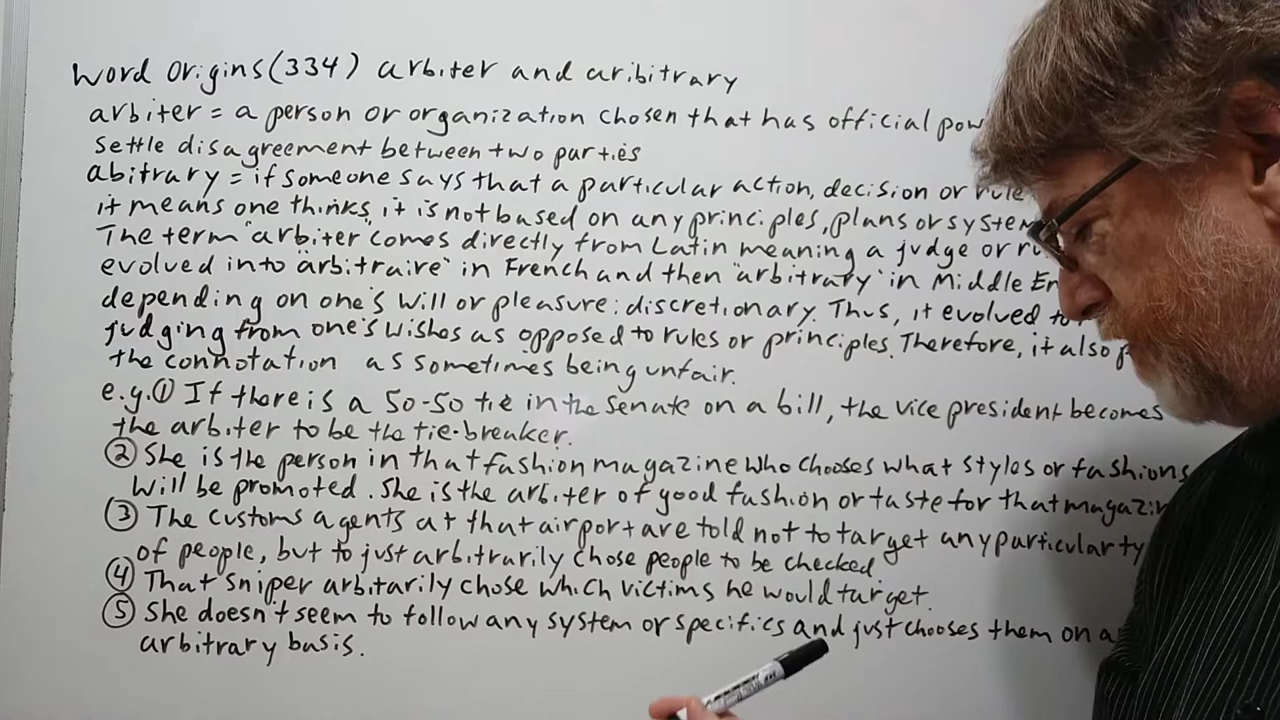 Word Origins (334) arbiter and aribitrary
arbiter = a person or organization chosen that has official pow
settle disagreement between two parties
abitrary = if someone says that a particular action, decision or rule
it means one thinks, it is not based on any principles, plans or system
The term "arbiter" comes directly from Latin meaning a judge or ru
evolved into "arbitraire" in French and then "arbitrary" in Middle En
depending on one's will or pleasure: discretionary. Thus, it evolved to
judging from one's wishes as opposed to rules or principles. Therefore, it also p
the connotation as sometimes being unfair.
e.g. ① If there is a 50-50 tie in the Senate on a bill, the vice president becomes
the arbiter to be the tie-breaker.
② She is the person in that fashion magazine who chooses what styles or fashions
will be promoted. She is the arbiter of good fashion or taste for that magazin
③ The customs agents at that airport are told not to target any particular ty
of people, but to just arbitrarily chose people to be checked.
④ That sniper arbitarily chose which victims he would target.
⑤ She doesn't seem to follow any system or specifics and just chooses them on a
arbitrary basis.